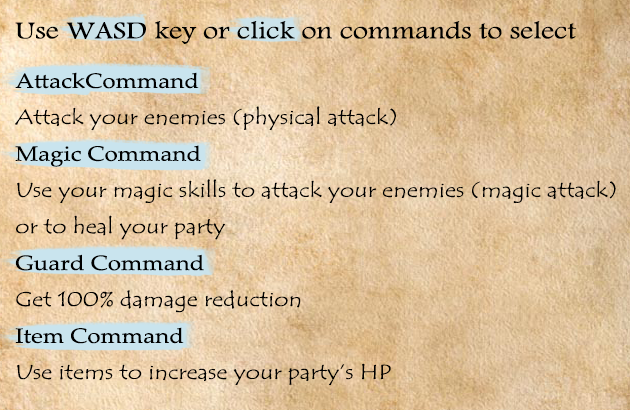 Use WASD key or click on commands to select
AttackCommand
Attack your enemies (physical attack)
Magic Command
Use your magic skills to attack your enemies (magic attack)
or to heal your party
Guard Command
Get 100% damage reduction
Item Command
Use items to increase your party's HP